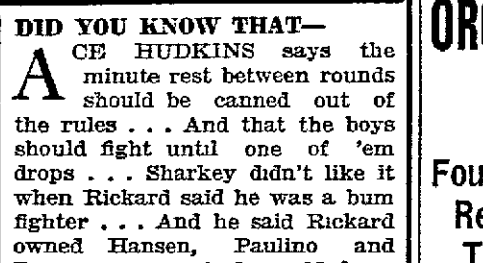 DID YOU KNOW THAT—
ACE HUDKINS says the
minute rest between rounds
should be canned out of
the rules . . . And that the boys
should fight until one of 'em
drops . . . Sharkey didn't like it
when Rickard said he was a bum
fighter . . . And he said Rickard
owned Hansen, Paulino and
OR
Fou
Re
T